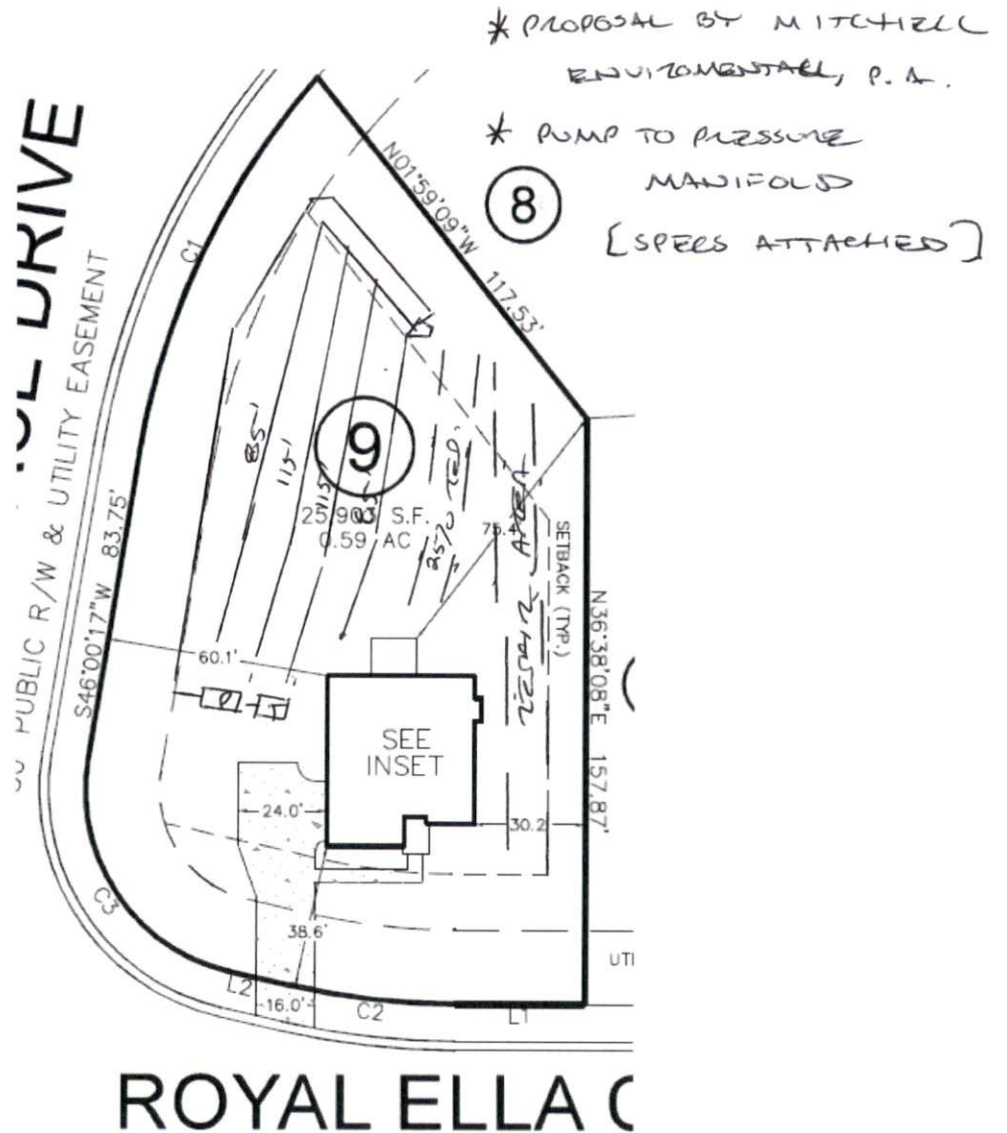 * PROPOSAL BY MITCHELL
ENVIROMENTAL, P.A.
* PUMP TO PRESSURE
MANIFOLD
[SPECS ATTACHED]
8
N01°59'09"W 117.53'
DRIVE
PUBLIC R/W & UTILITY EASEMENT
C1
S46°00'17"W 83.75'
85'
115'
115'
9
S.F.
0.59 AC
25% RED.
75.4
REPAIR AREA
SETBACK (TYP.)
N36°38'08"E 157.87'
60.1'
SEE
INSET
24.0'
30.2
C3
38.6'
UTI
L2
16.0'
C2
L1
ROYAL ELLA